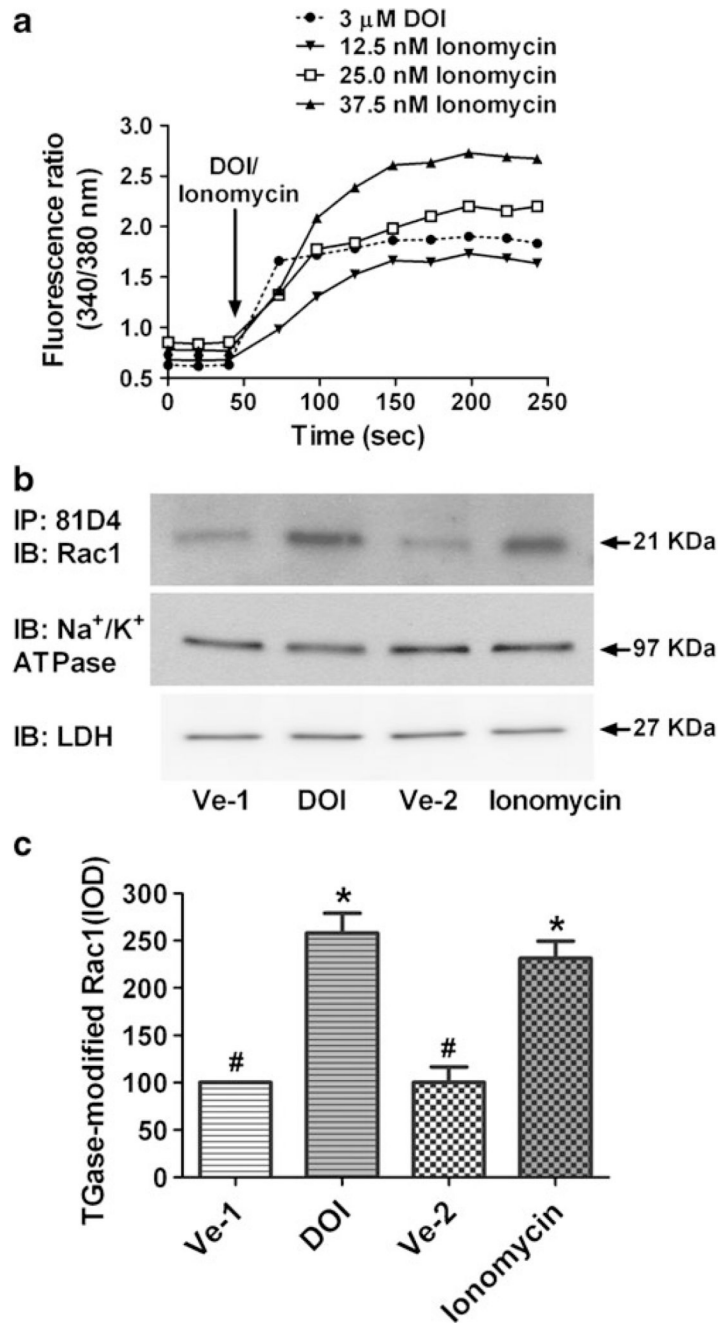 a
3 μM DOI
12.5 nM Ionomycin
25.0 nM Ionomycin
37.5 nM Ionomycin
DOI/
Ionomycin
Fluorescence ratio
(340/380 nm)
3.0
2.5
2.0
1.5
1.0
0.5
0 50 100 150 200 250
Time (sec)
b
IP: 81D4
IB: Rac1
21 KDa
IB: Na⁺/K⁺
ATPase
97 KDa
IB: LDH
27 KDa
Ve-1 DOI Ve-2 Ionomycin
c
TGase-modified Rac1(IOD)
300
250
200
150
100
50
0
# * # *
Ve-1 DOI Ve-2 Ionomycin